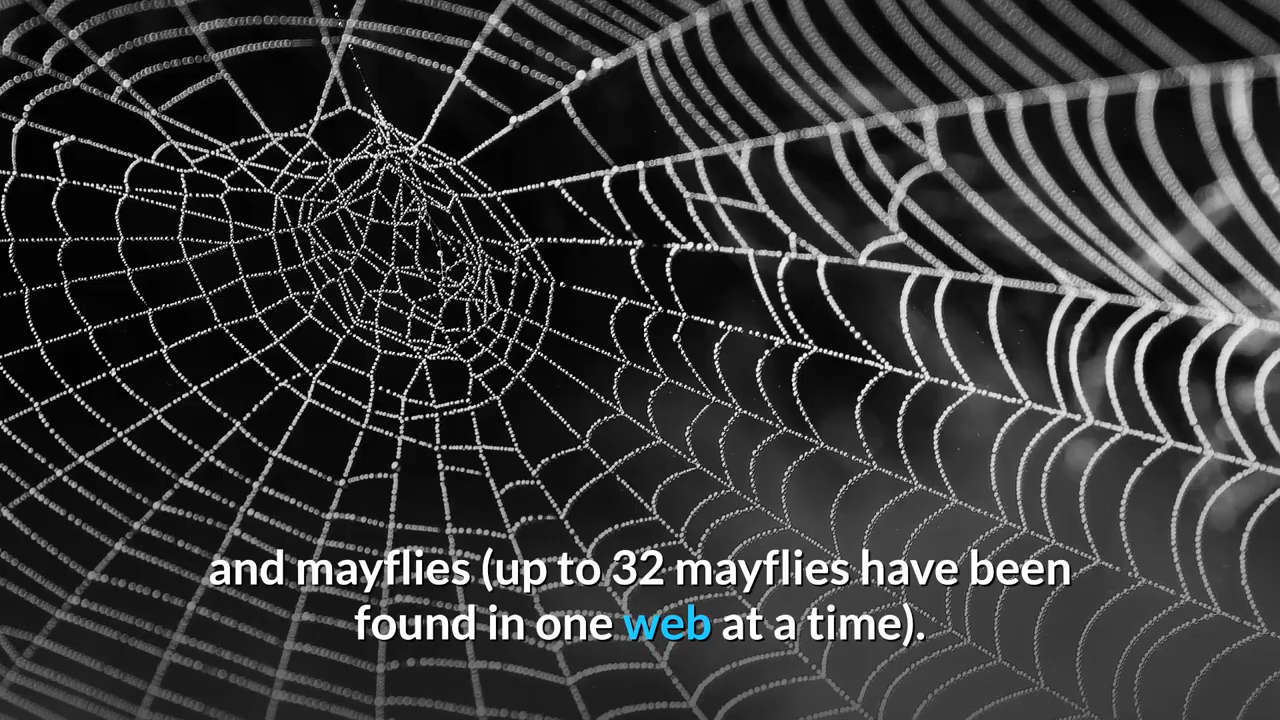 and mayflies (up to 32 mayflies have been
found in one web at a time).